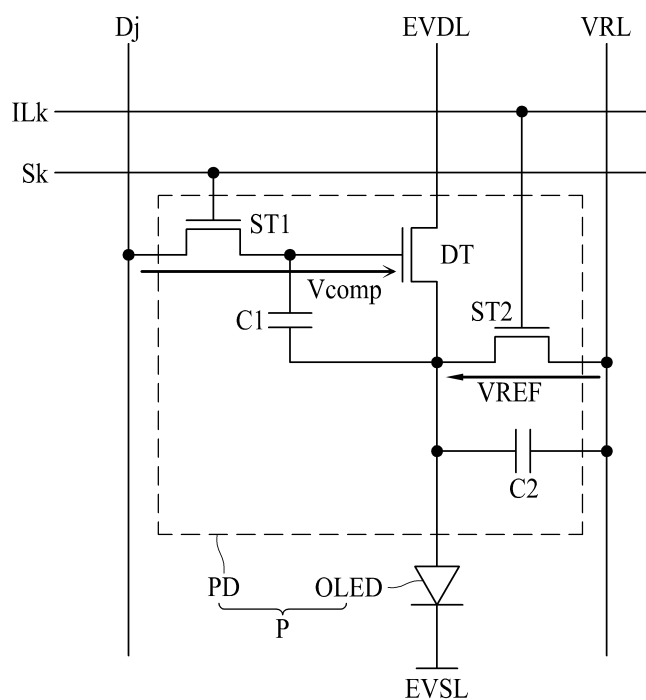 Dj EVDL VRL
ILk
Sk
ST1
DT
Vcomp
C1
ST2
VREF
C2
PD OLED
P
EVSL